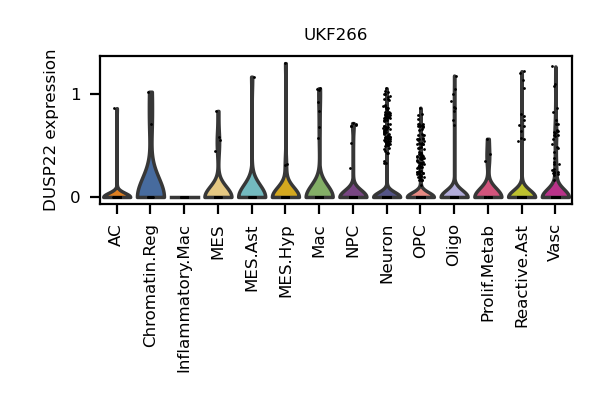 UKF266
DUSP22 expression
1
0
AC
Chromatin.Reg
Inflammatory.Mac
MES
MES.Ast
MES.Hyp
Mac
NPC
Neuron
OPC
Oligo
Prolif.Metab
Reactive.Ast
Vasc